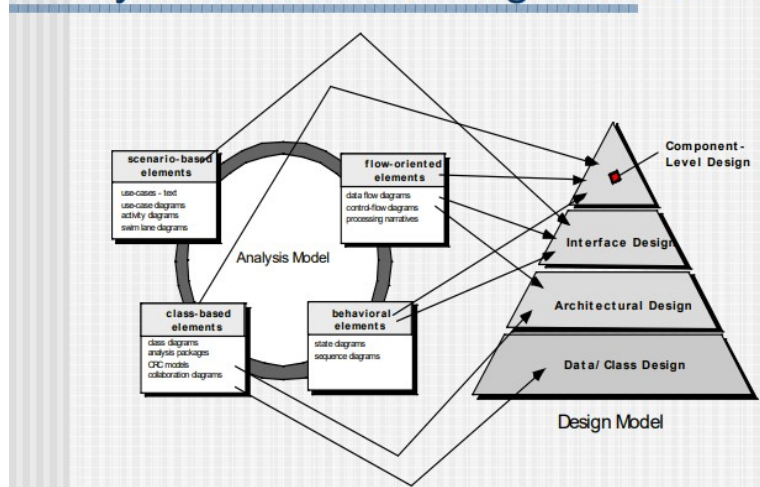 scenario-based
elements
use-cases - text
use-case diagrams
activity diagrams
swim lane diagrams
flow-oriented
elements
data flow diagrams
control-flow diagrams
processing narratives
Analysis Model
class-based
elements
class diagrams
analysis packages
CRC models
collaboration diagrams
behavioral
elements
state diagrams
sequence diagrams
Component-
Level Design
Interface Design
Architectural Design
Data/ Class Design
Design Model